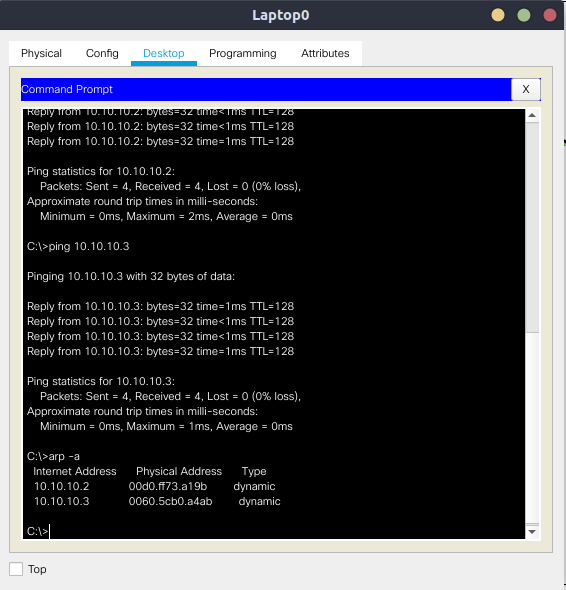 Laptop0
Physical Config Desktop Programming Attributes
Command Prompt X
Reply from 10.10.10.2: bytes=32 time<1ms TTL=128
Reply from 10.10.10.2: bytes=32 time<1ms TTL=128
Reply from 10.10.10.2: bytes=32 time=1ms TTL=128
Ping statistics for 10.10.10.2:
Packets: Sent = 4, Received = 4, Lost = 0 (0% loss),
Approximate round trip times in milli-seconds:
Minimum = 0ms, Maximum = 2ms, Average = 0ms
C:\>ping 10.10.10.3
Pinging 10.10.10.3 with 32 bytes of data:
Reply from 10.10.10.3: bytes=32 time=1ms TTL=128
Reply from 10.10.10.3: bytes=32 time<1ms TTL=128
Reply from 10.10.10.3: bytes=32 time<1ms TTL=128
Reply from 10.10.10.3: bytes=32 time=1ms TTL=128
Ping statistics for 10.10.10.3:
Packets: Sent = 4, Received = 4, Lost = 0 (0% loss),
Approximate round trip times in milli-seconds:
Minimum = 0ms, Maximum = 1ms, Average = 0ms
C:\>arp -a
Internet Address Physical Address Type
10.10.10.2 00d0.ff73.a19b dynamic
10.10.10.3 0060.5cb0.a4ab dynamic
C:\>
Top